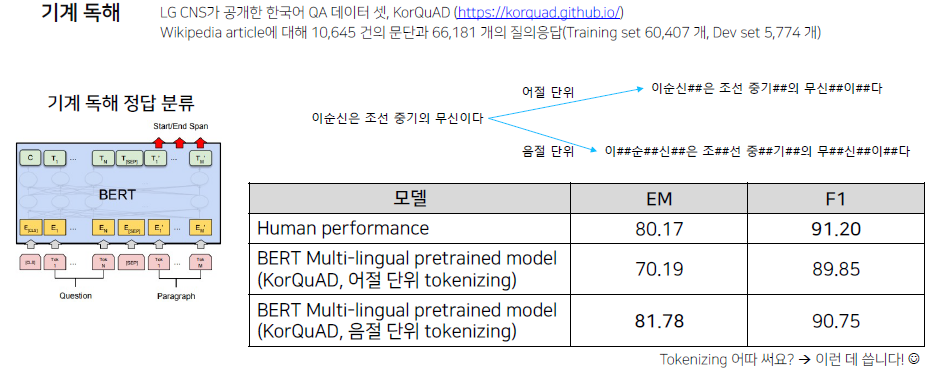 기계 독해
LG CNS가 공개한 한국어 QA 데이터 셋, KorQuAD (https://korquad.github.io/)
Wikipedia article에 대해 10,645 건의 문단과 66,181 개의 질의응답(Training set 60,407 개, Dev set 5,774 개)
기계 독해 정답 분류
Start/End Span
C T1 ... TN T[SEP] T1' ... TM'
BERT
E[CLS] E1 ... EN E[SEP] E1' ... EM'
[CLS] Tok 1 ... Tok N [SEP] Tok 1 ... Tok M
Question Paragraph
이순신은 조선 중기의 무신이다
어절 단위
이순신##은 조선 중기##의 무신##이##다
음절 단위
이##순##신##은 조##선 중##기##의 무##신##이##다
모델 EM F1
Human performance 80.17 91.20
BERT Multi-lingual pretrained model
(KorQuAD, 어절 단위 tokenizing) 70.19 89.85
BERT Multi-lingual pretrained model
(KorQuAD, 음절 단위 tokenizing) 81.78 90.75
Tokenizing 어따 써요? → 이런 데 씁니다! ☺